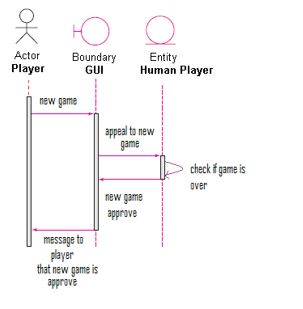 Actor
Player
Boundary
GUI
Entity
Human Player
new game
appeal to new
game
check if game is
over
new game
approve
message to
player
that new game is
approve